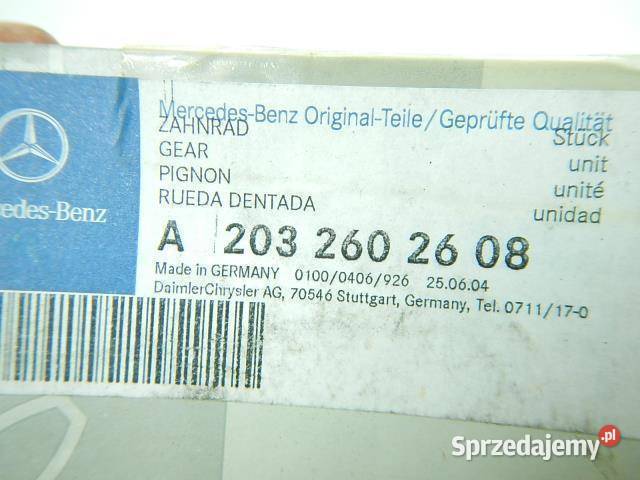 Mercedes-Benz Original-Teile/Geprüfte Qualität
ZAHNRAD Stück
GEAR unit
PIGNON unité
RUEDA DENTADA unidad
edes-Benz
A 203 260 26 08
Made in GERMANY 0100/0406/926 25.06.04
DaimlerChrysler AG, 70546 Stuttgart, Germany, Tel. 0711/17-0
Sprzedajemy.pl